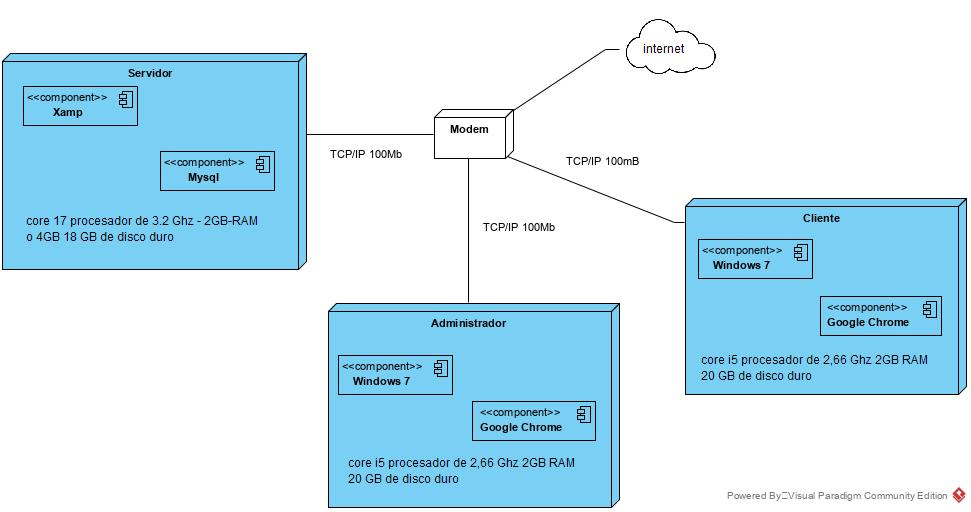 internet
Servidor
<<component>>
Xamp
<<component>>
Mysql
core 17 procesador de 3.2 Ghz - 2GB-RAM
o 4GB 18 GB de disco duro
TCP/IP 100Mb
Modem
TCP/IP 100mB
TCP/IP 100Mb
Cliente
<<component>>
Windows 7
<<component>>
Google Chrome
core i5 procesador de 2,66 Ghz 2GB RAM
20 GB de disco duro
Administrador
<<component>>
Windows 7
<<component>>
Google Chrome
core i5 procesador de 2,66 Ghz 2GB RAM
20 GB de disco duro
Powered By Visual Paradigm Community Edition